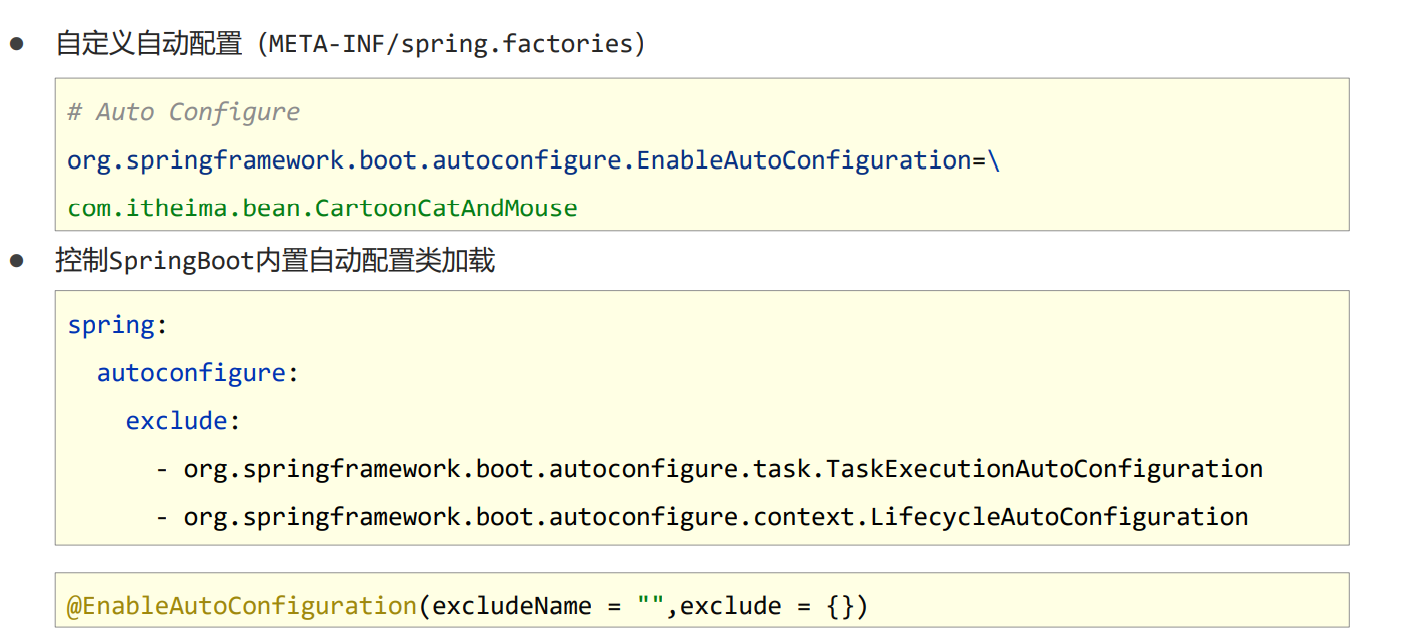 ● 自定义自动配置（META-INF/spring.factories）
# Auto Configure
org.springframework.boot.autoconfigure.EnableAutoConfiguration=\
com.itheima.bean.CartoonCatAndMouse
● 控制SpringBoot内置自动配置类加载
spring:
  autoconfigure:
    exclude:
      - org.springframework.boot.autoconfigure.task.TaskExecutionAutoConfiguration
      - org.springframework.boot.autoconfigure.context.LifecycleAutoConfiguration
@EnableAutoConfiguration(excludeName = "",exclude = {})